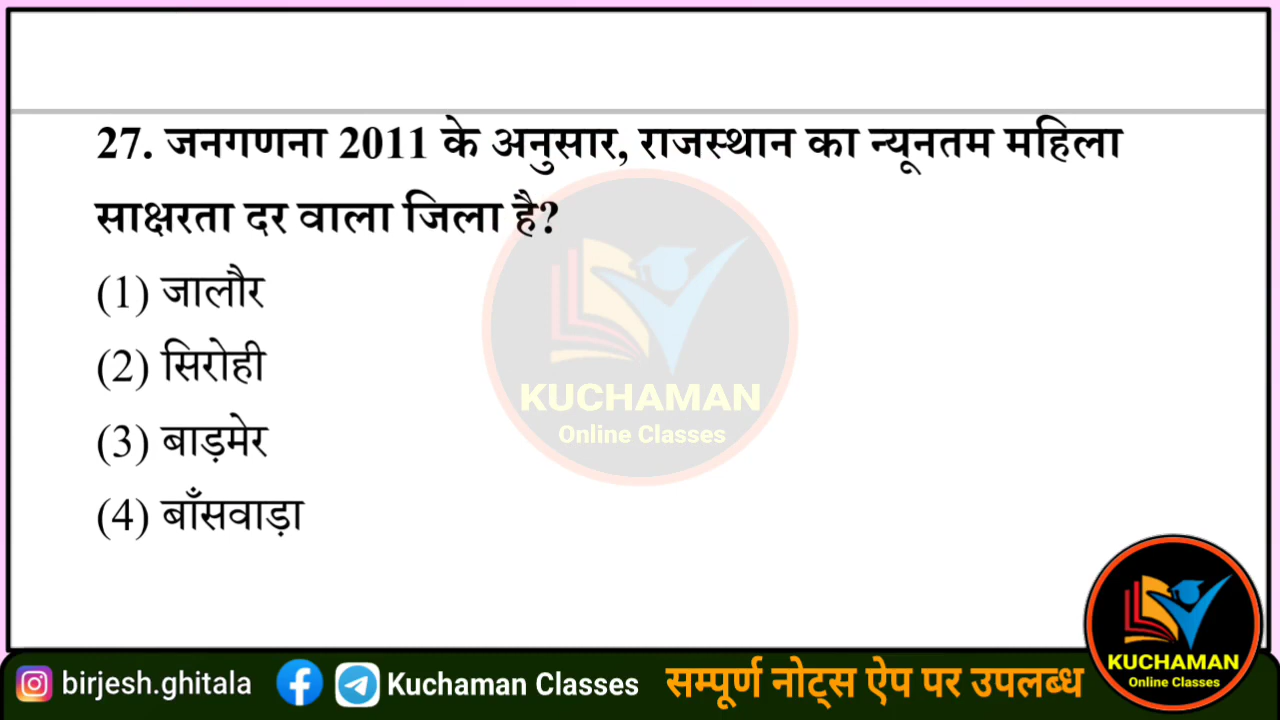 27. जनगणना 2011 के अनुसार, राजस्थान का न्यूनतम महिला
साक्षरता दर वाला जिला है?
(1) जालौर
(2) सिरोही
(3) बाड़मेर
(4) बाँसवाड़ा
KUCHAMAN
Online Classes
KUCHAMAN
Online Classes
birjesh.ghitala
Kuchaman Classes
सम्पूर्ण नोट्स ऐप पर उपलब्ध